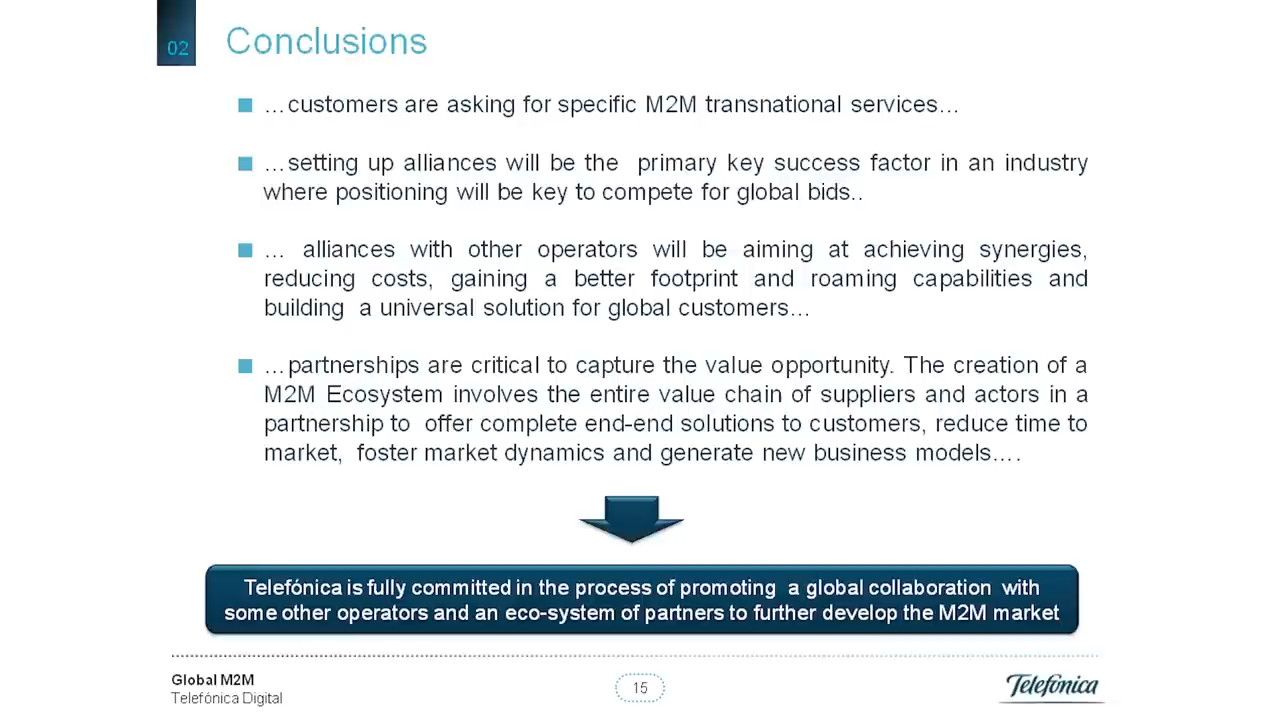 02
Conclusions
…customers are asking for specific M2M transnational services…
…setting up alliances will be the primary key success factor in an industry
where positioning will be key to compete for global bids..
… alliances with other operators will be aiming at achieving synergies,
reducing costs, gaining a better footprint and roaming capabilities and
building a universal solution for global customers…
…partnerships are critical to capture the value opportunity. The creation of a
M2M Ecosystem involves the entire value chain of suppliers and actors in a
partnership to offer complete end-end solutions to customers, reduce time to
market, foster market dynamics and generate new business models….
Telefónica is fully committed in the process of promoting a global collaboration with
some other operators and an eco-system of partners to further develop the M2M market
Global M2M
Telefónica Digital
15
Telefónica